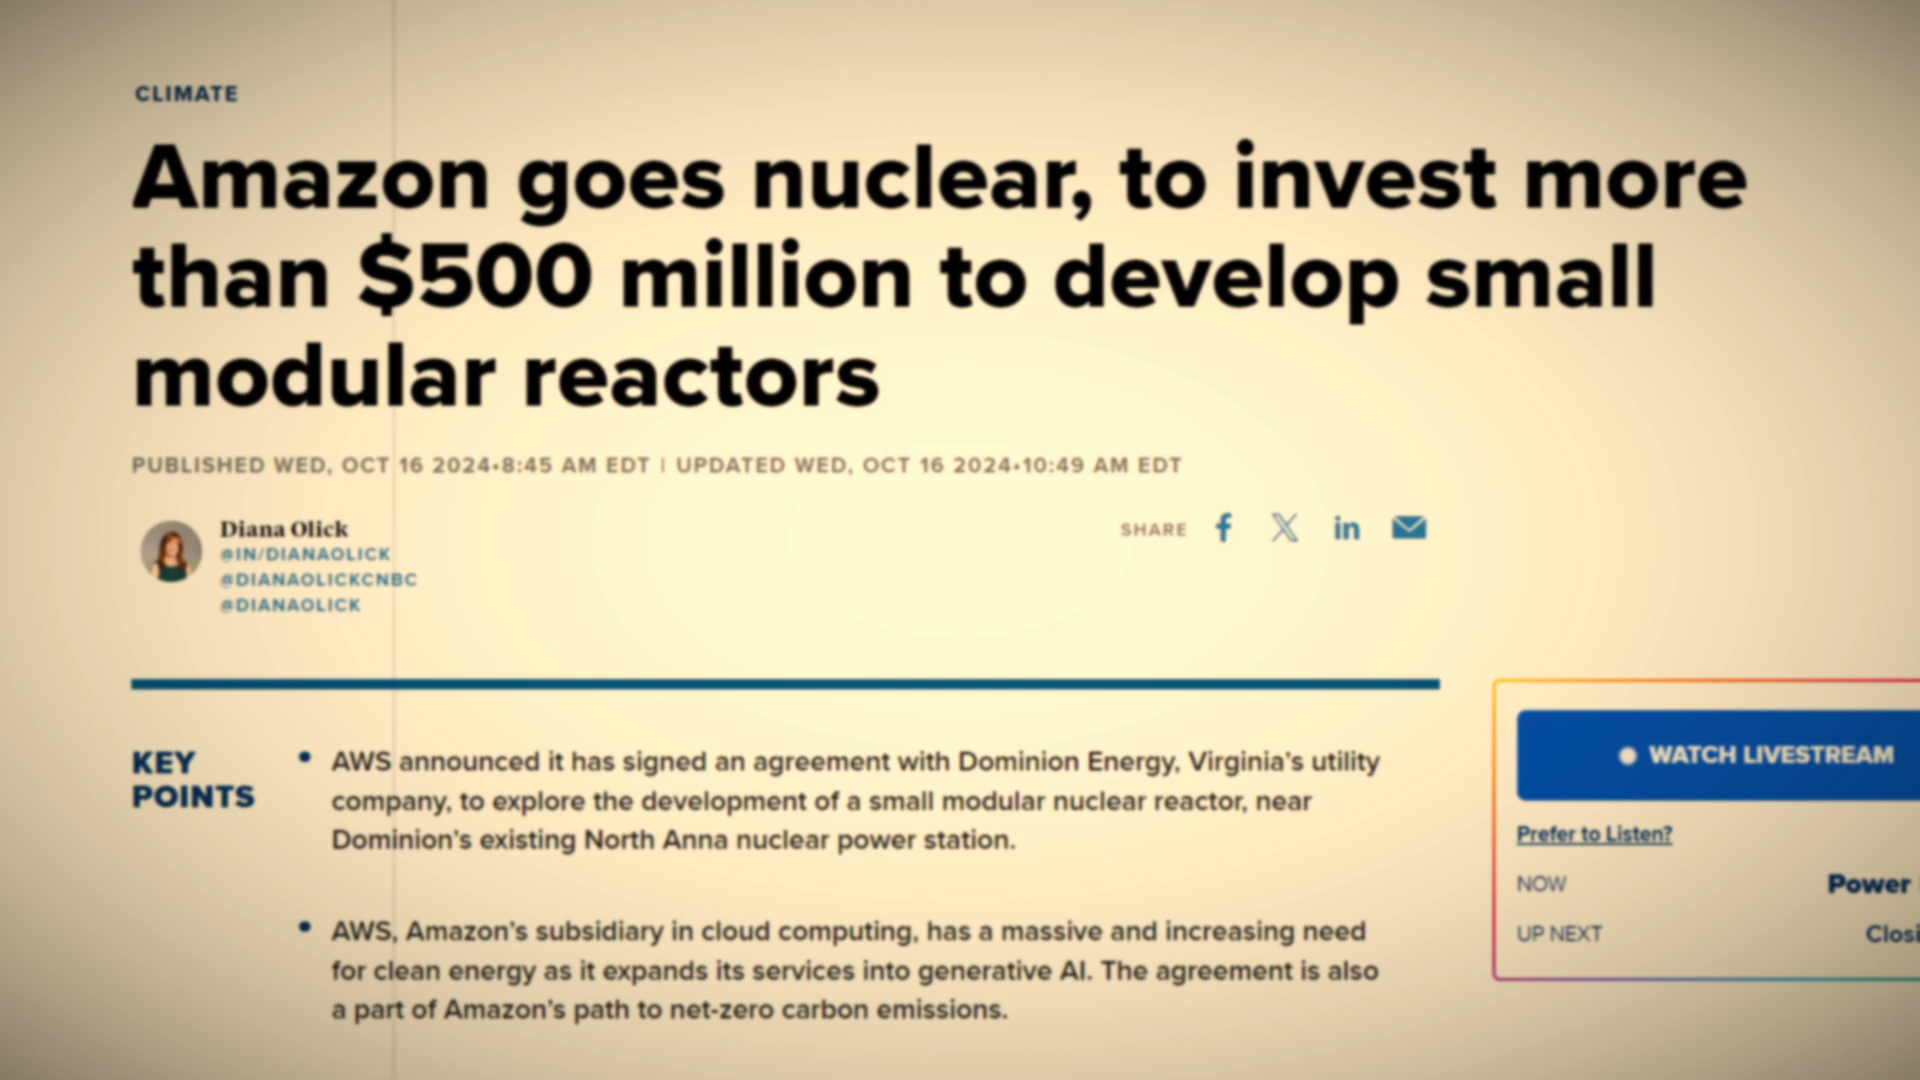 CLIMATE
Amazon goes nuclear, to invest more
than $500 million to develop small
modular reactors
PUBLISHED WED, OCT 16 2024•8:45 AM EDT | UPDATED WED, OCT 16 2024•10:49 AM EDT
Diana Olick
@IN/DIANAOLICK
@DIANAOLICKCNBC
@DIANAOLICK
SHARE
KEY
POINTS
• AWS announced it has signed an agreement with Dominion Energy, Virginia’s utility
company, to explore the development of a small modular nuclear reactor, near
Dominion’s existing North Anna nuclear power station.
• AWS, Amazon’s subsidiary in cloud computing, has a massive and increasing need
for clean energy as it expands its services into generative AI. The agreement is also
a part of Amazon’s path to net-zero carbon emissions.
WATCH LIVESTREAM
Prefer to Listen?
NOW
Power
UP NEXT